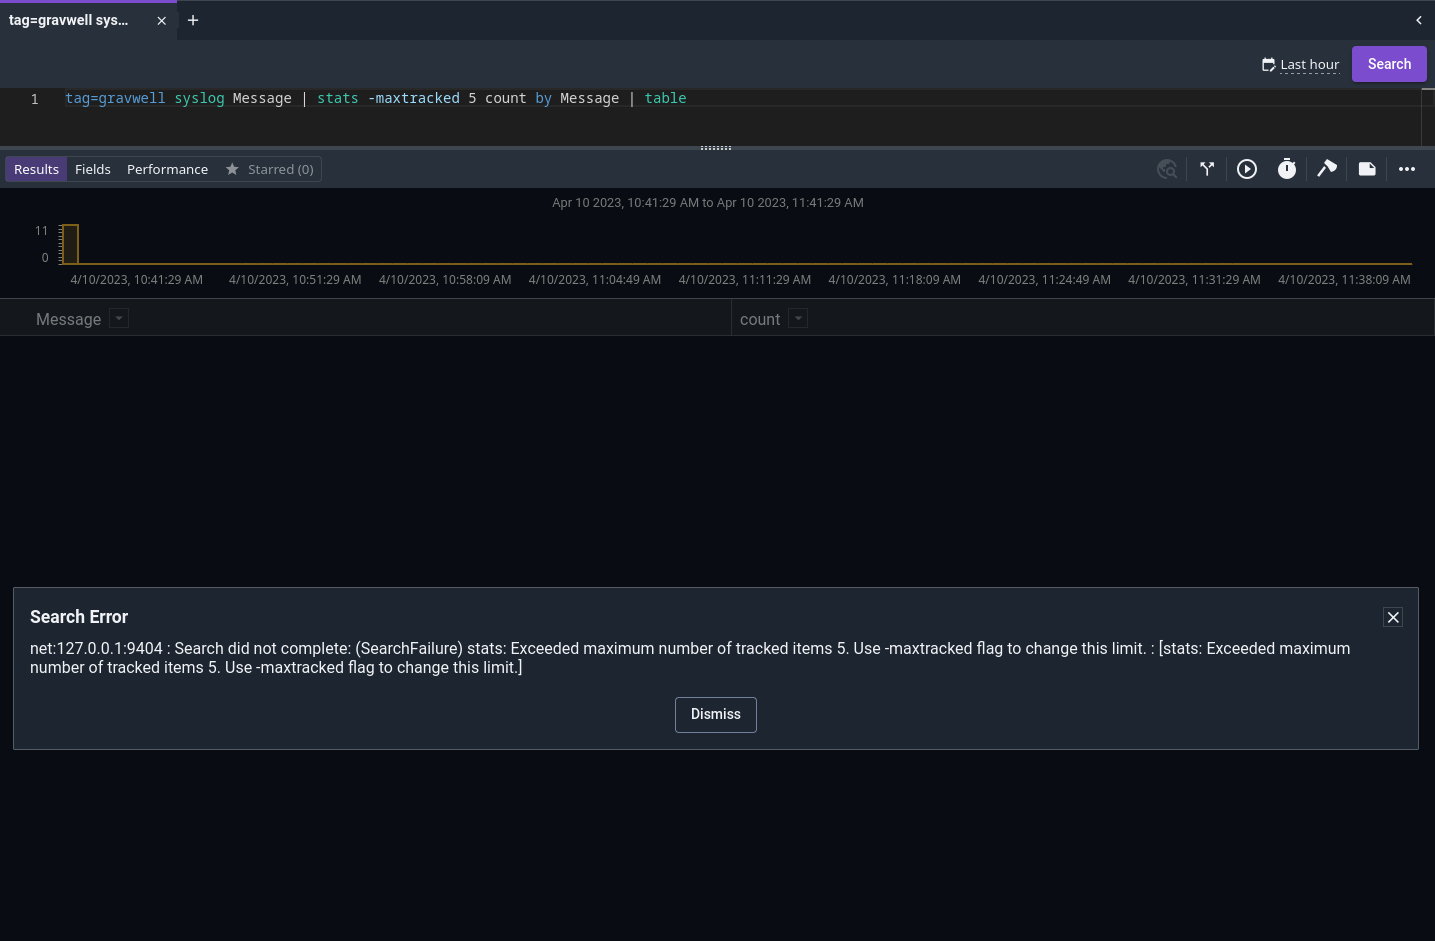 tag=gravwell sys...
Last hour
Search
1 tag=gravwell syslog Message | stats -maxtracked 5 count by Message | table
Results Fields Performance Starred (0)
Apr 10 2023, 10:41:29 AM to Apr 10 2023, 11:41:29 AM
11
0
4/10/2023, 10:41:29 AM 4/10/2023, 10:51:29 AM 4/10/2023, 10:58:09 AM 4/10/2023, 11:04:49 AM 4/10/2023, 11:11:29 AM 4/10/2023, 11:18:09 AM 4/10/2023, 11:24:49 AM 4/10/2023, 11:31:29 AM 4/10/2023, 11:38:09 AM
Message count
Search Error
net:127.0.0.1:9404 : Search did not complete: (SearchFailure) stats: Exceeded maximum number of tracked items 5. Use -maxtracked flag to change this limit. : [stats: Exceeded maximum
number of tracked items 5. Use -maxtracked flag to change this limit.]
Dismiss